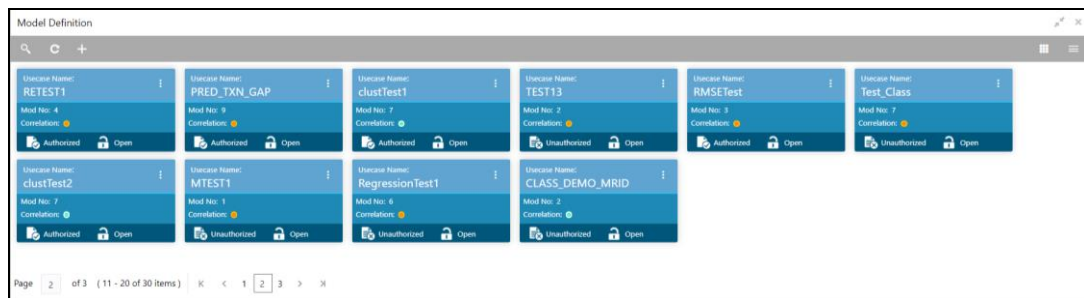 Model Definition
Usecase Name:
RETEST1
Mod No: 4
Correlation:
Authorized Open
Usecase Name:
PRED_TXN_GAP
Mod No: 9
Correlation:
Authorized Open
Usecase Name:
clustTest1
Mod No: 7
Correlation:
Authorized Open
Usecase Name:
TEST13
Mod No: 2
Correlation:
Unauthorized Open
Usecase Name:
RMSETest
Mod No: 3
Correlation:
Authorized Open
Usecase Name:
Test_Class
Mod No: 7
Correlation:
Unauthorized Open
Usecase Name:
clustTest2
Mod No: 7
Correlation:
Authorized Open
Usecase Name:
MTEST1
Mod No: 1
Correlation:
Unauthorized Open
Usecase Name:
RegressionTest1
Mod No: 6
Correlation:
Unauthorized Open
Usecase Name:
CLASS_DEMO_MRID
Mod No: 2
Correlation:
Unauthorized Open
Page 2 of 3 (11 - 20 of 30 items) 1 2 3